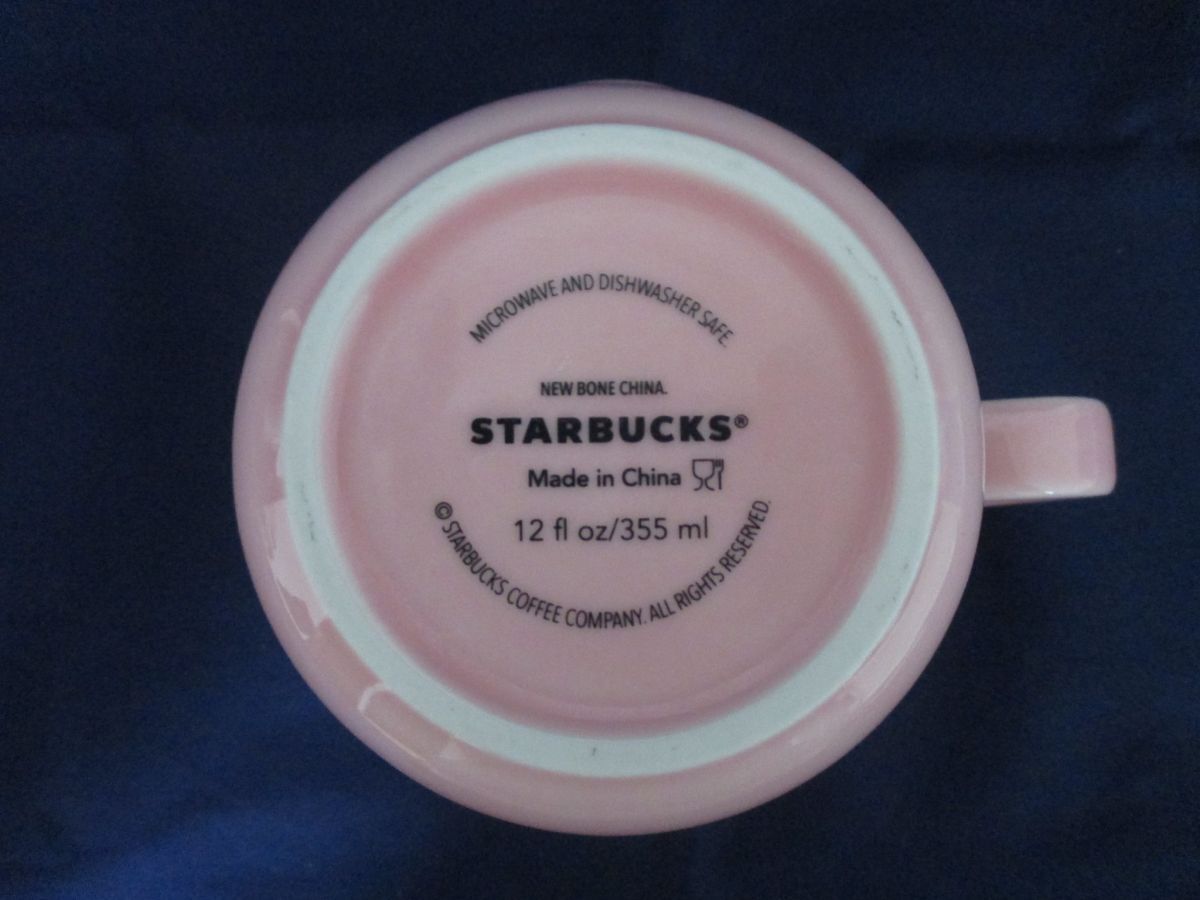 MICROWAVE AND DISHWASHER SAFE.
NEW BONE CHINA.
STARBUCKS®
Made in China
12 fl oz/355 ml
© STARBUCKS COFFEE COMPANY. ALL RIGHTS RESERVED.